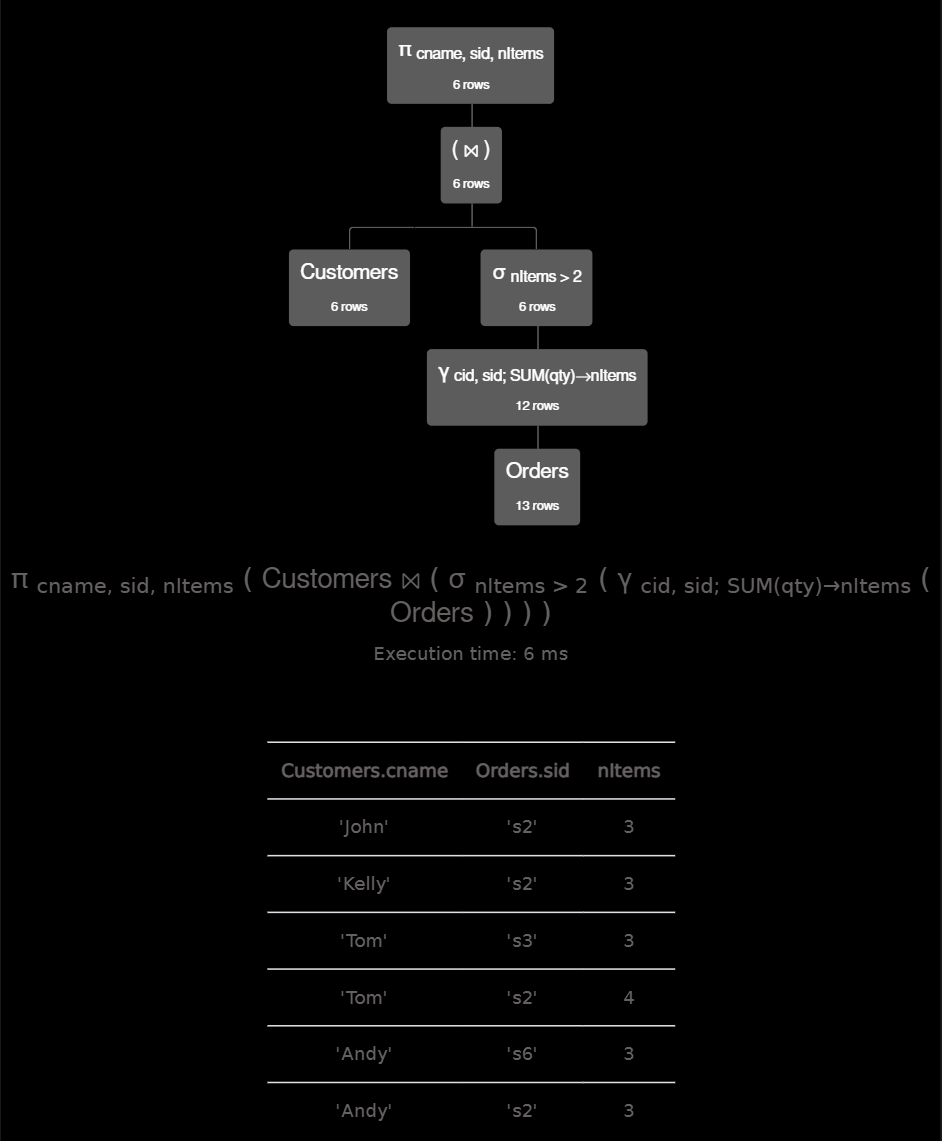 π cname, sid, nItems
6 rows
( ⋈ )
6 rows
Customers
6 rows
σ nItems > 2
6 rows
γ cid, sid; SUM(qty)→nItems
12 rows
Orders
13 rows
π cname, sid, nItems ( Customers ⋈ ( σ nItems > 2 ( γ cid, sid; SUM(qty)→nItems (
Orders ) ) ) )
Execution time: 6 ms
Customers.cname Orders.sid nItems
'John' 's2' 3
'Kelly' 's2' 3
'Tom' 's3' 3
'Tom' 's2' 4
'Andy' 's6' 3
'Andy' 's2' 3